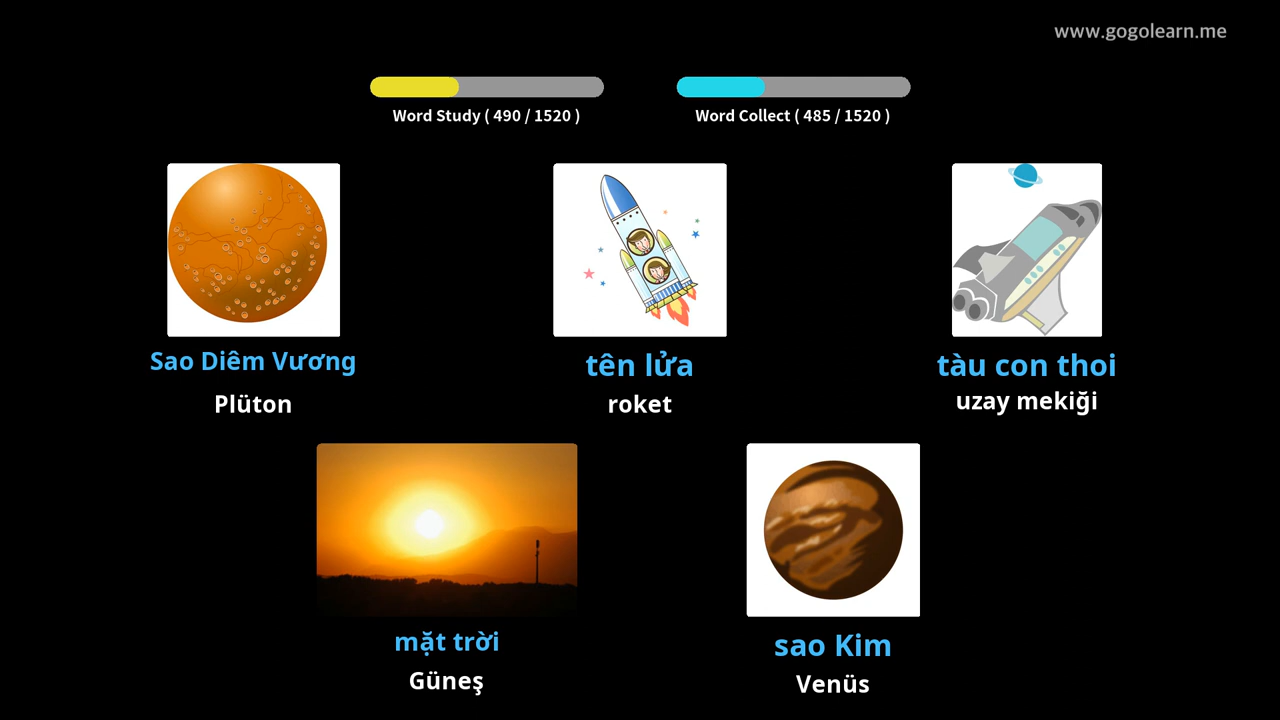 www.gogolearn.me
Word Study ( 490 / 1520 )
Word Collect ( 485 / 1520 )
Sao Diêm Vương
Plüton
tên lửa
roket
tàu con thoi
uzay mekiği
mặt trời
Güneş
sao Kim
Venüs